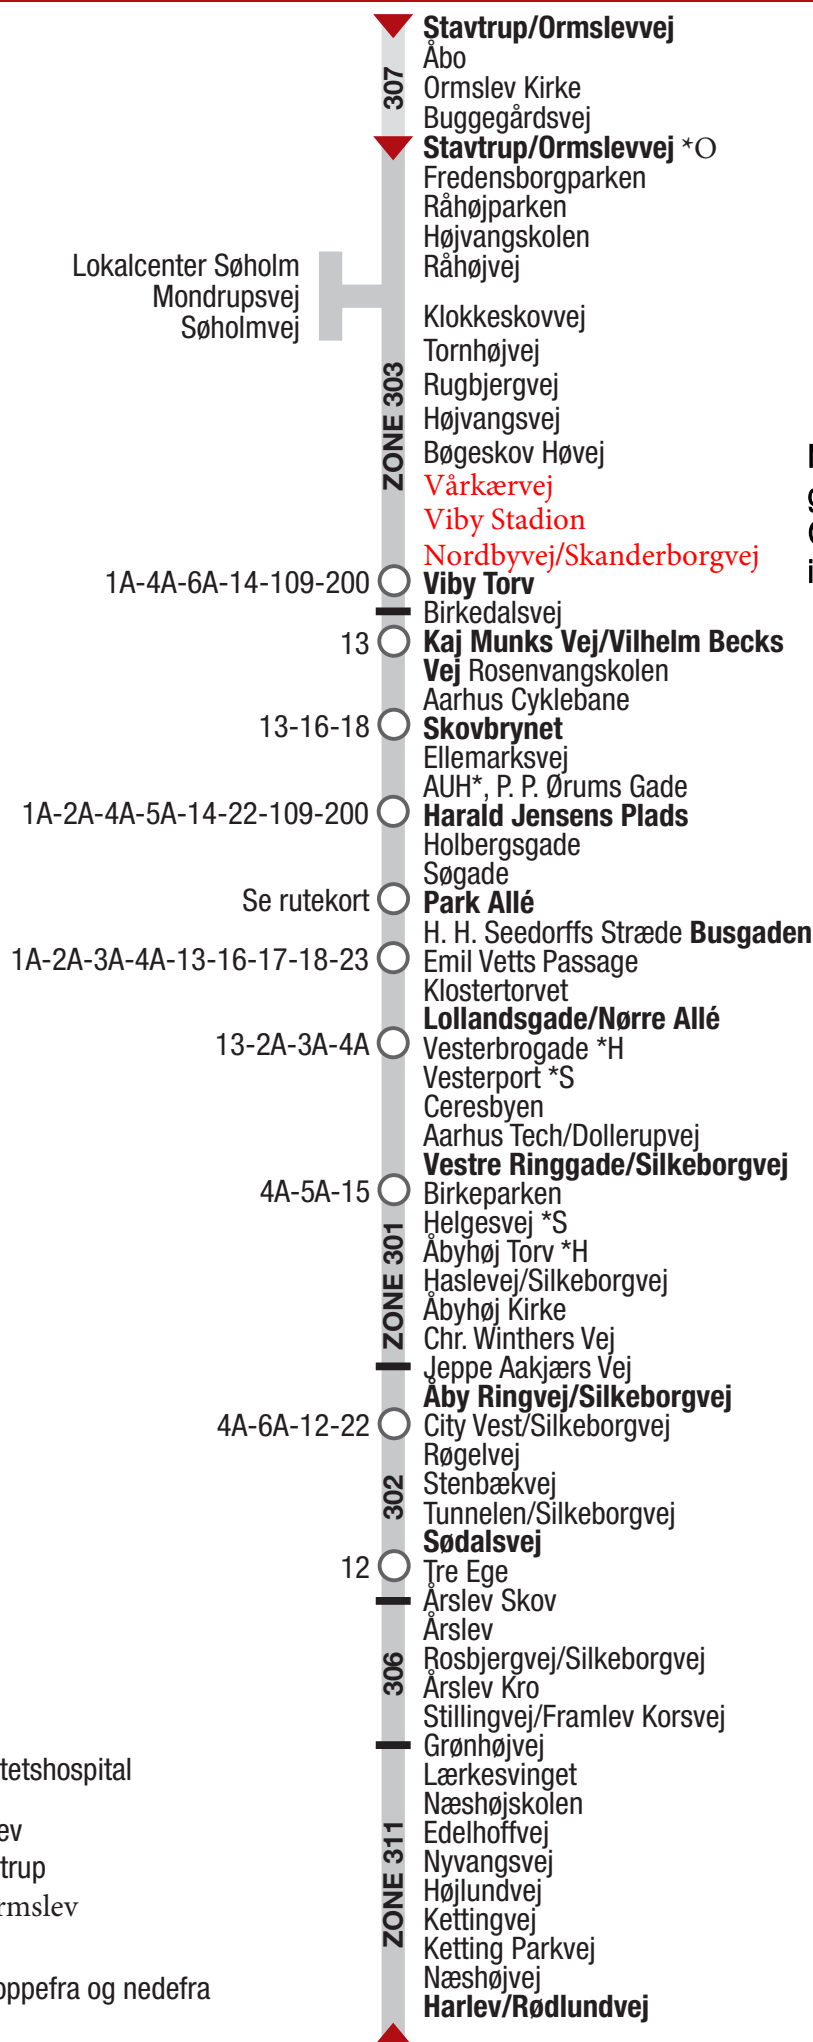 Stavtrup/Ormslevvej
Åbo
307
Ormslev Kirke
Buggegårdsvej
Stavtrup/Ormslevvej *O
Fredensborgparken
Råhøjparken
Højvangskolen
Råhøjvej
Lokalcenter Søholm
Mondrupsvej
Søholmvej
Klokkeskovvej
Tornhøjvej
ZONE 303
Rugbjergvej
Højvangsvej
Bøgeskov Høvej
Vårkærvej
Viby Stadion
Nordbyvej/Skanderborgvej
1A-4A-6A-14-109-200 Viby Torv
Birkedalsvej
13 Kaj Munks Vej/Vilhelm Becks
Vej Rosenvangskolen
Aarhus Cyklebane
13-16-18 Skovbrynet
Ellemarksvej
AUH*, P. P. Ørums Gade
1A-2A-4A-5A-14-22-109-200 Harald Jensens Plads
Holbergsgade
Søgade
Se rutekort Park Allé
H. H. Seedorffs Stræde Busgaden
1A-2A-3A-4A-13-16-17-18-23 Emil Vetts Passage
Klostertorvet
Lollandsgade/Nørre Allé
13-2A-3A-4A Vesterbrogade *H
Vesterport *S
Ceresbyen
Aarhus Tech/Dollerupvej
Vestre Ringgade/Silkeborgvej
4A-5A-15 Birkeparken
Helgesvej *S
Åbyhøj Torv *H
ZONE 301
Haslevej/Silkeborgvej
Åbyhøj Kirke
Chr. Winthers Vej
Jeppe Aakjærs Vej
Åby Ringvej/Silkeborgvej
4A-6A-12-22 City Vest/Silkeborgvej
Røgelvej
302
Stenbækvej
Tunnelen/Silkeborgvej
Sødalsvej
12 Tre Ege
Årslev Skov
Årslev
306
Rosbjergvej/Silkeborgvej
Årslev Kro
Stillingvej/Framlev Korsvej
Grønhøjvej
tetshospital
Lærkesvinget
Næshøjskolen
ev
Edelhoffvej
trup
Nyvangsvej
ZONE 311
Højlundvej
rmslev
Kettingvej
Ketting Parkvej
oppefra og nedefra
Næshøjvej
Harlev/Rødlundvej